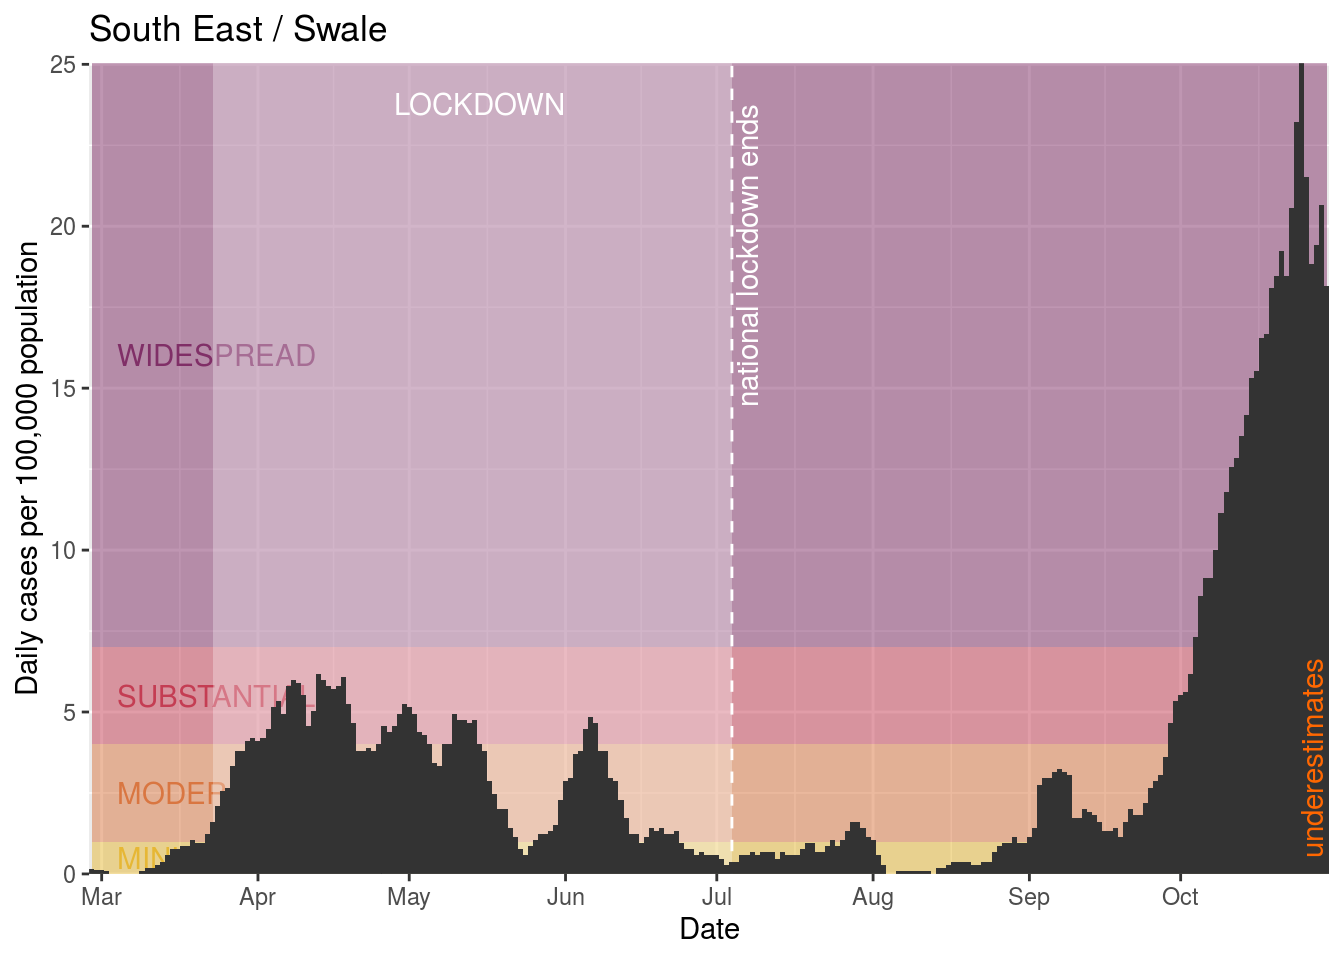 South East / Swale
Daily cases per 100,000 population
25
20
15
10
5
0
LOCKDOWN
national lockdown ends
WIDESPREAD
SUBSTANTIAL
MODER
MIN
underestimates
Mar Apr May Jun Jul Aug Sep Oct
Date